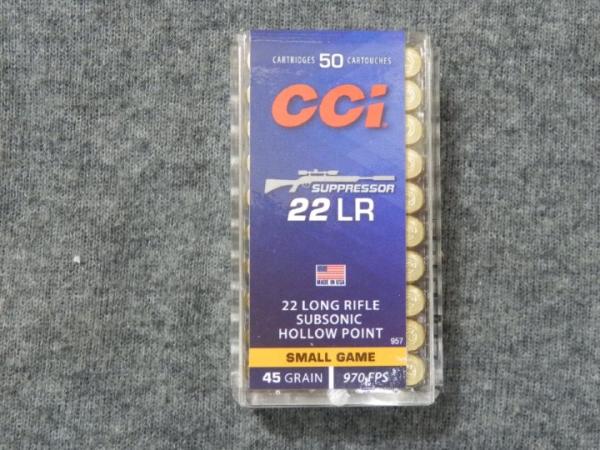 CARTRIDGES 50 CARTOUCHES
CCi
SUPPRESSOR
22 LR
MADE IN USA
22 LONG RIFLE
SUBSONIC
HOLLOW POINT
957
SMALL GAME
45 GRAIN 970 FPS